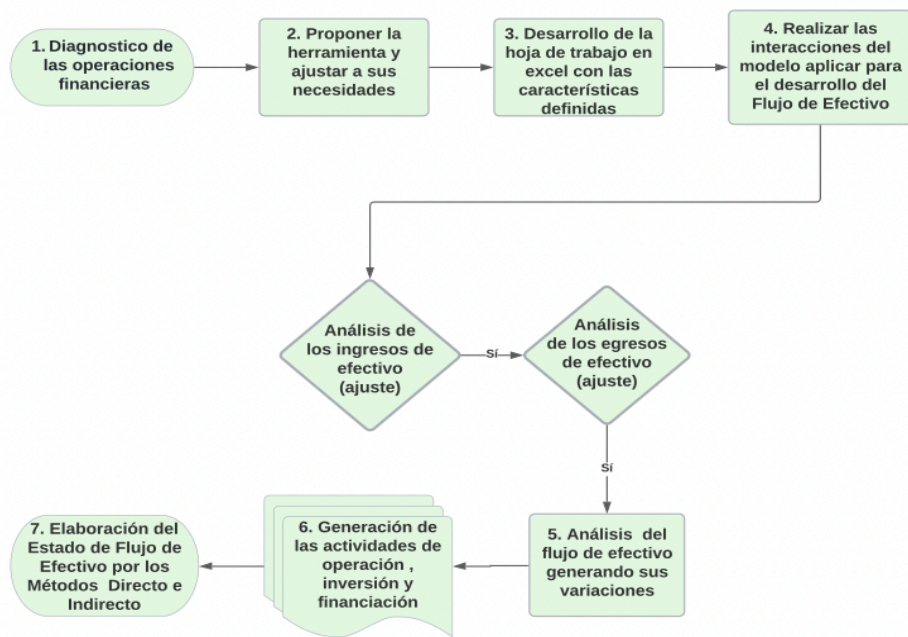 1. Diagnostico de
las operaciones
financieras
2. Proponer la
herramienta y
ajustar a sus
necesidades
3. Desarrollo de la
hoja de trabajo en
excel con las
características
definidas
4. Realizar las
interacciones del
modelo aplicar para
el desarrollo del
Flujo de Efectivo
Análisis de
los ingresos de
efectivo
(ajuste)
Sí
Análisis
de los egresos
de efectivo
(ajuste)
Sí
5. Análisis del
flujo de efectivo
generando sus
variaciones
6. Generación de
las actividades de
operación ,
inversión y
financiación
7. Elaboración del
Estado de Flujo de
Efectivo por los
Métodos Directo e
Indirecto